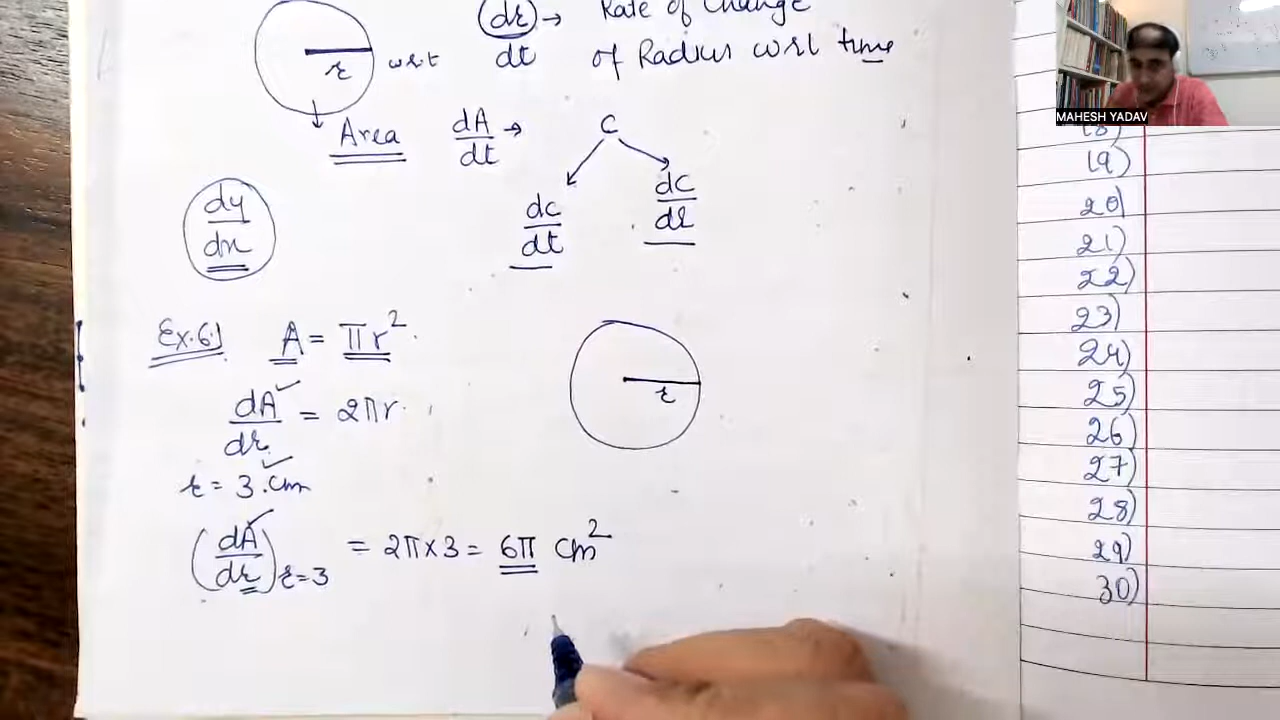 (dr) → Rate of Change
r wrt dt of Radius wrt time
Area dA/dt → C
dy/dx
dc/dt dc/dr
Ex. 6.1 A = πr².
dA/dr = 2πr. r
r = 3.cm
(dA/dr) r=3 = 2π×3 = 6π cm²
MAHESH YADAV
19)
20)
21)
22)
23)
24)
25)
26)
27)
28)
29)
30)